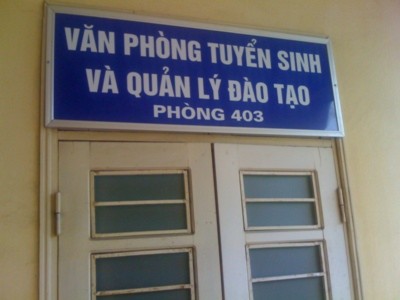 VĂN PHÒNG TUYỂN SINH
VÀ QUẢN LÝ ĐÀO TẠO
PHÒNG 403